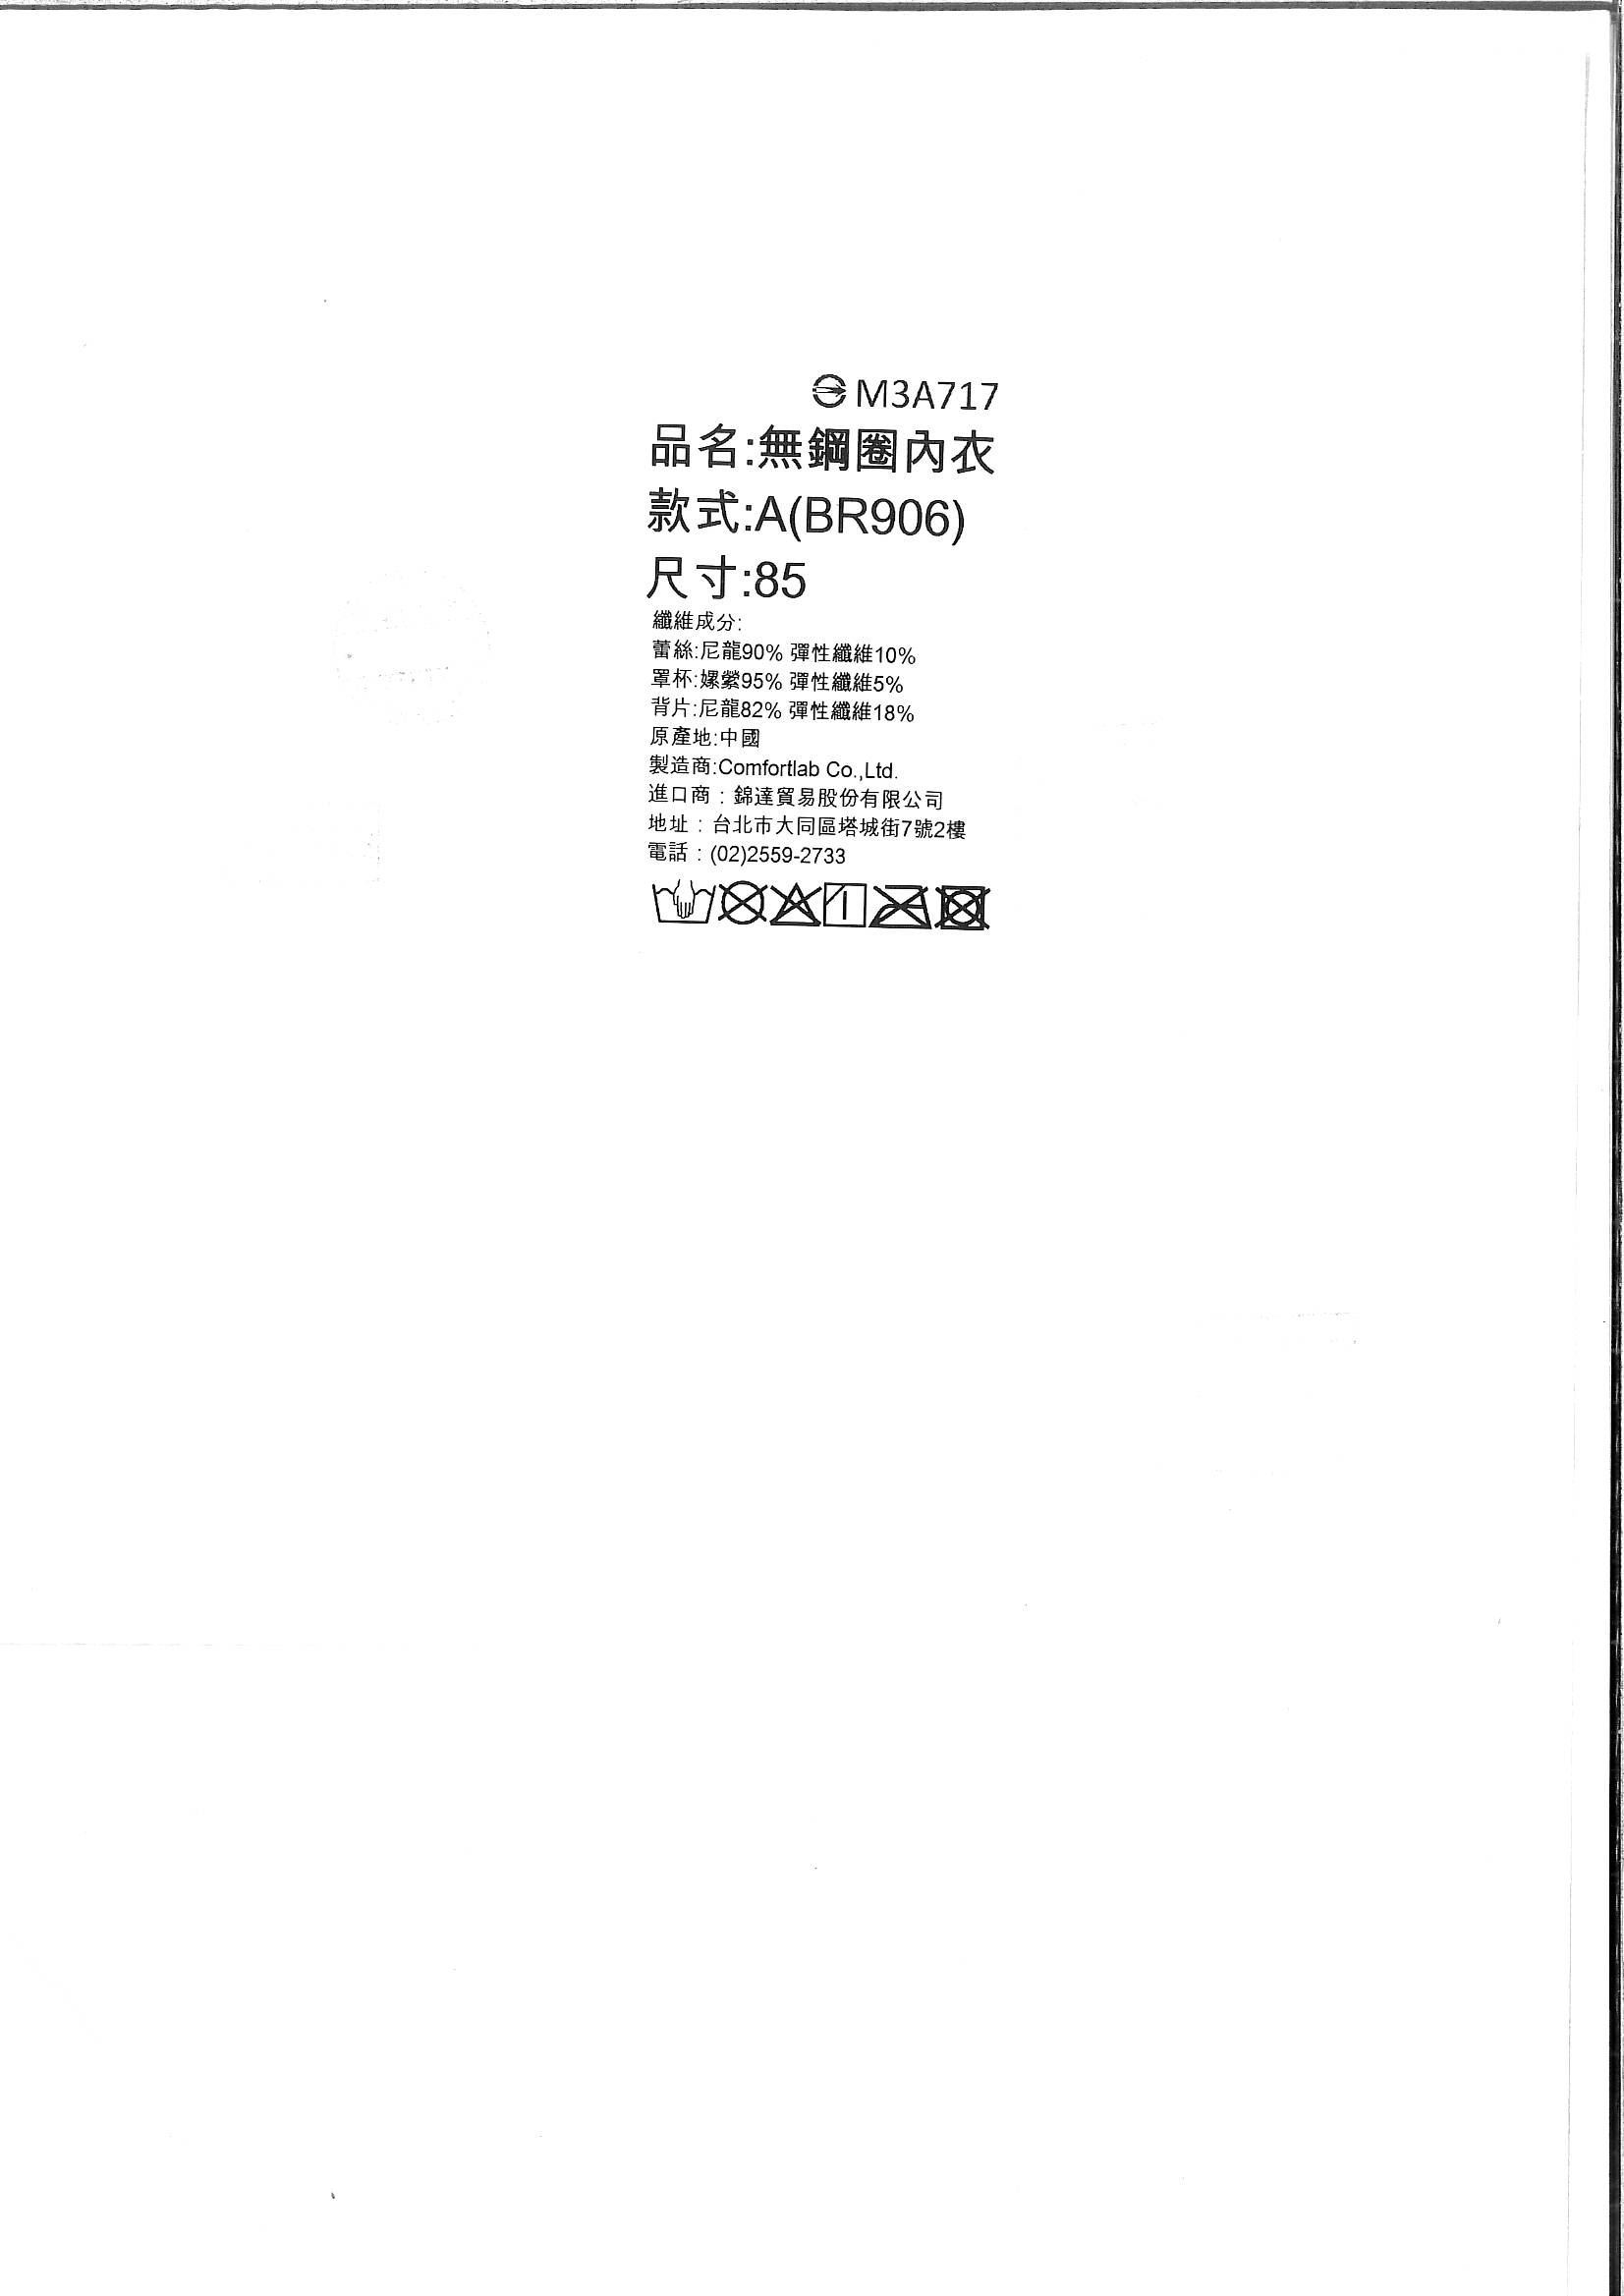 M3A717
品名:無鋼圈內衣
款式:A(BR906)
尺寸:85
纖維成分:
蕾絲:尼龍90% 彈性纖維10%
罩杯:嫘縈95% 彈性纖維5%
背片:尼龍82% 彈性纖維18%
原產地:中國
製造商:Comfortlab Co.,Ltd.
進口商：錦達貿易股份有限公司
地址：台北市大同區塔城街7號2樓
電話：(02)2559-2733